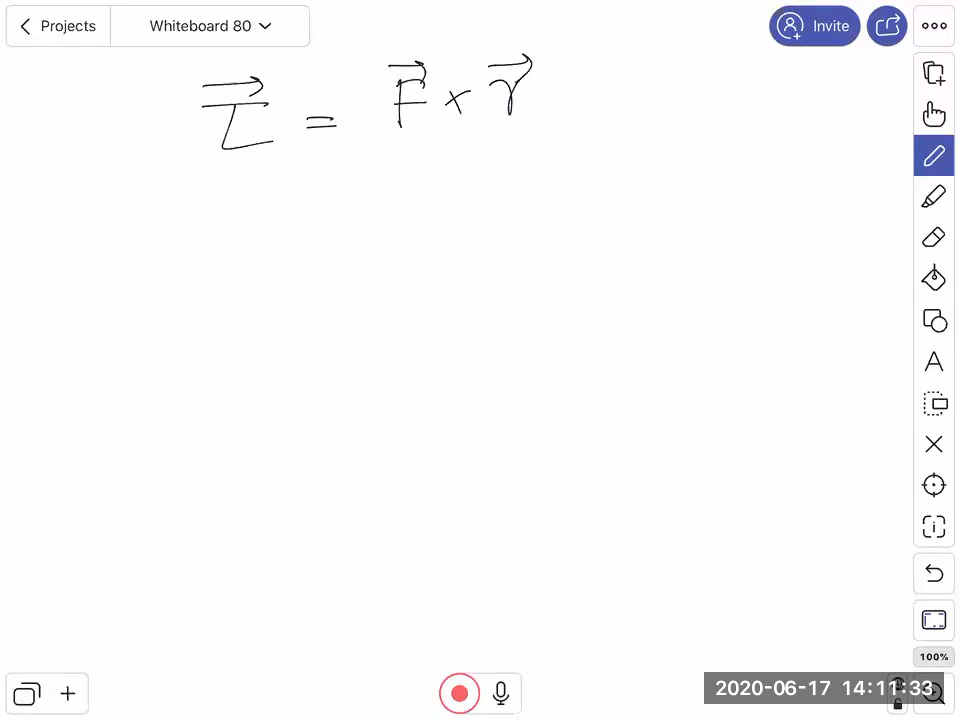 Projects
Whiteboard 80
Invite
τ⃗ = F⃗ × r⃗
A
100%
2020-06-17 14:11:33